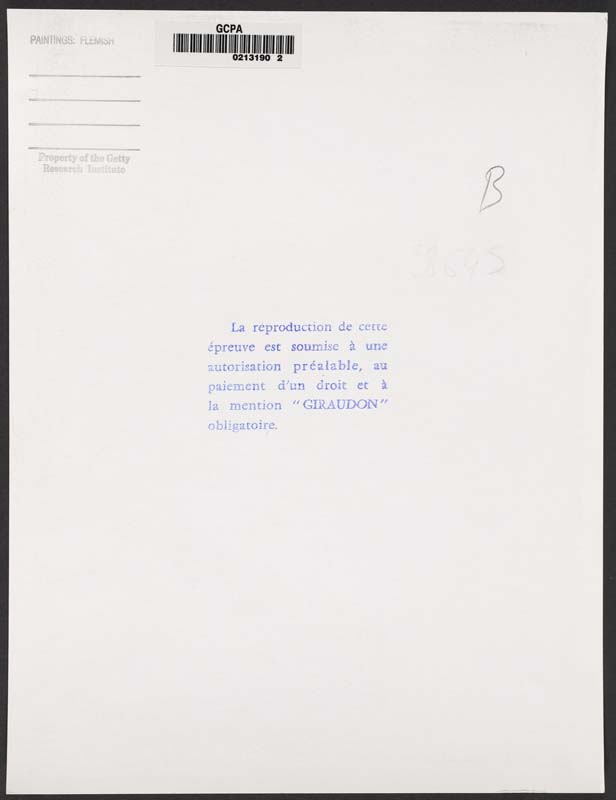 PAINTINGS: FLEMISH
GCPA
0213190 2
Property of the Getty
Research Institute
B
La reproduction de cette
épreuve est soumise à une
autorisation préalable, au
paiement d'un droit et à
la mention "GIRAUDON"
obligatoire.